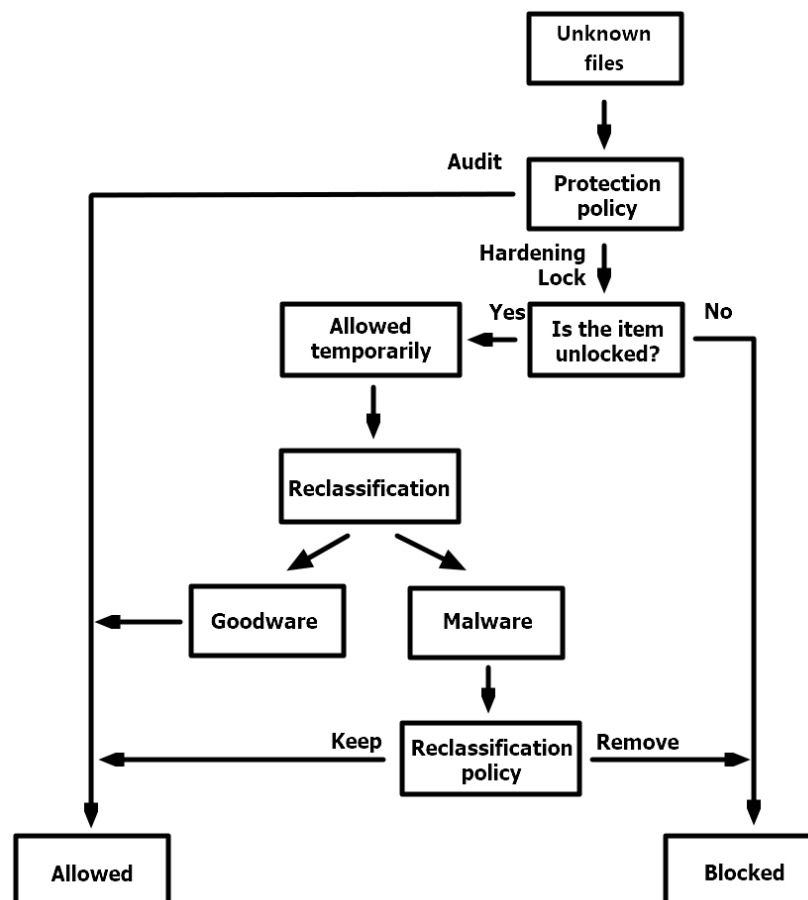 Unknown
files
Audit
Protection
policy
Hardening
Lock
Yes
No
Allowed
temporarily
Is the item
unlocked?
Reclassification
Goodware
Malware
Keep
Reclassification
policy
Remove
Allowed
Blocked